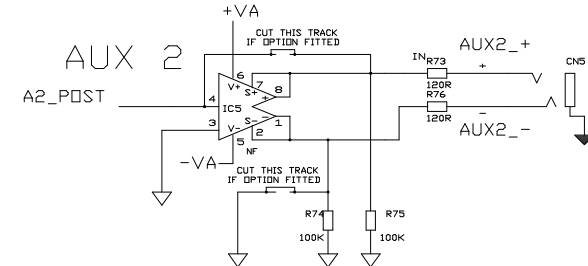 +VA
CUT THIS TRACK
IF OPTION FITTED
AUX 2
A2_POST
6
V+
S+
7
+
8
4
IC5
3
V-
S-
-
1
2
5
NF
-VA
IN
R73
120R
R76
120R
AUX2_+
+
-
AUX2_-
CN5
CUT THIS TRACK
IF OPTION FITTED
R74
100K
R75
100K